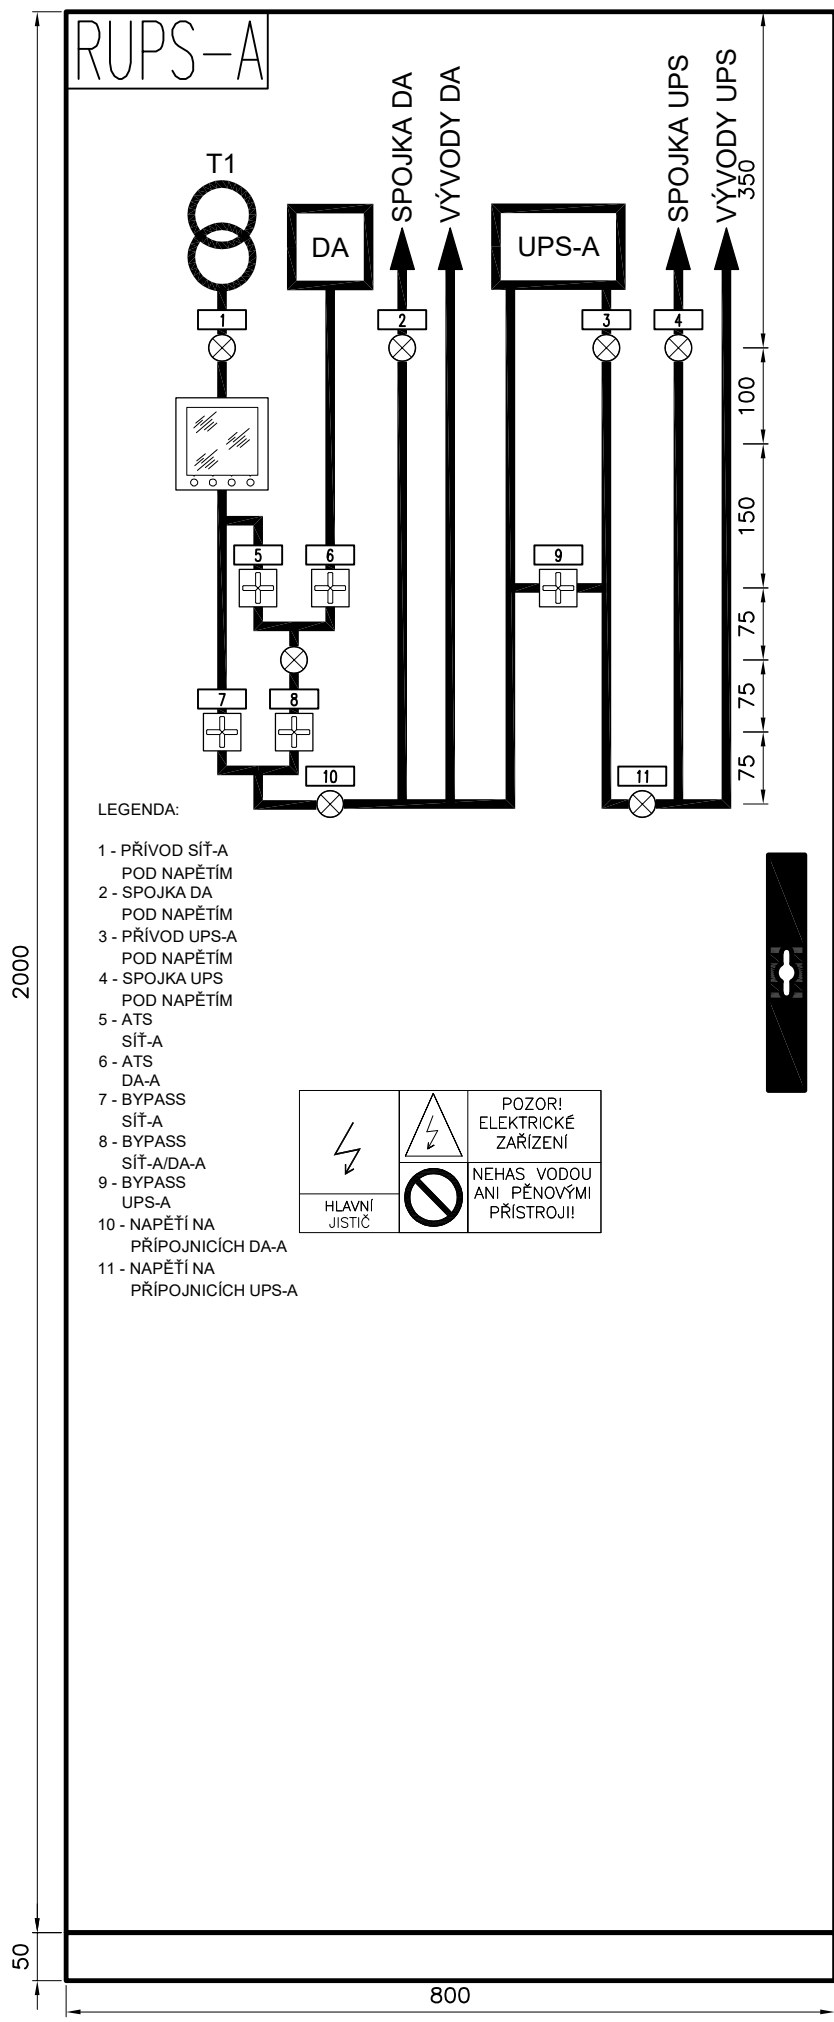 RUPS-A
T1
DA
SPOJKA DA
VÝVODY DA
UPS-A
SPOJKA UPS
VÝVODY UPS
350
1
2
3
4
100
150
5
6
9
75
7
8
75
10
11
75
LEGENDA:
1 - PŘÍVOD SÍŤ-A
POD NAPĚTÍM
2 - SPOJKA DA
POD NAPĚTÍM
3 - PŘÍVOD UPS-A
POD NAPĚTÍM
4 - SPOJKA UPS
POD NAPĚTÍM
5 - ATS
SÍŤ-A
6 - ATS
DA-A
7 - BYPASS
SÍŤ-A
8 - BYPASS
SÍŤ-A/DA-A
9 - BYPASS
UPS-A
10 - NAPĚTÍ NA
PŘÍPOJNICÍCH DA-A
11 - NAPĚTÍ NA
PŘÍPOJNICÍCH UPS-A
HLAVNÍ
JISTIČ
POZOR!
ELEKTRICKÉ
ZAŘÍZENÍ
NEHAS VODOU
ANI PĚNOVÝMI
PŘÍSTROJI!
2000
50
800